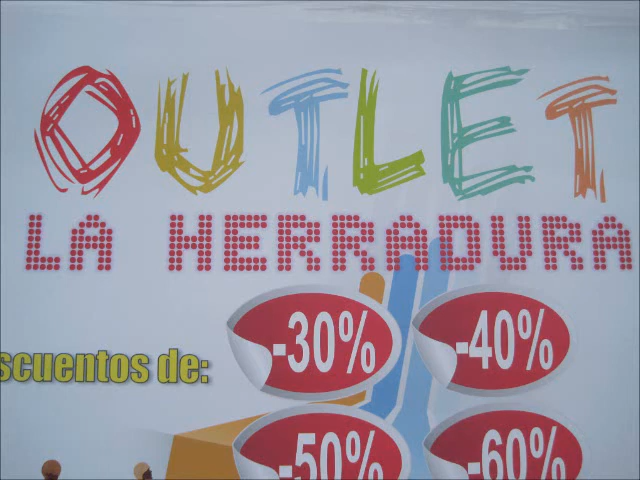 OUTLET
LA HERRADURA
-30% -40%
scuentos de:
-50% -60%